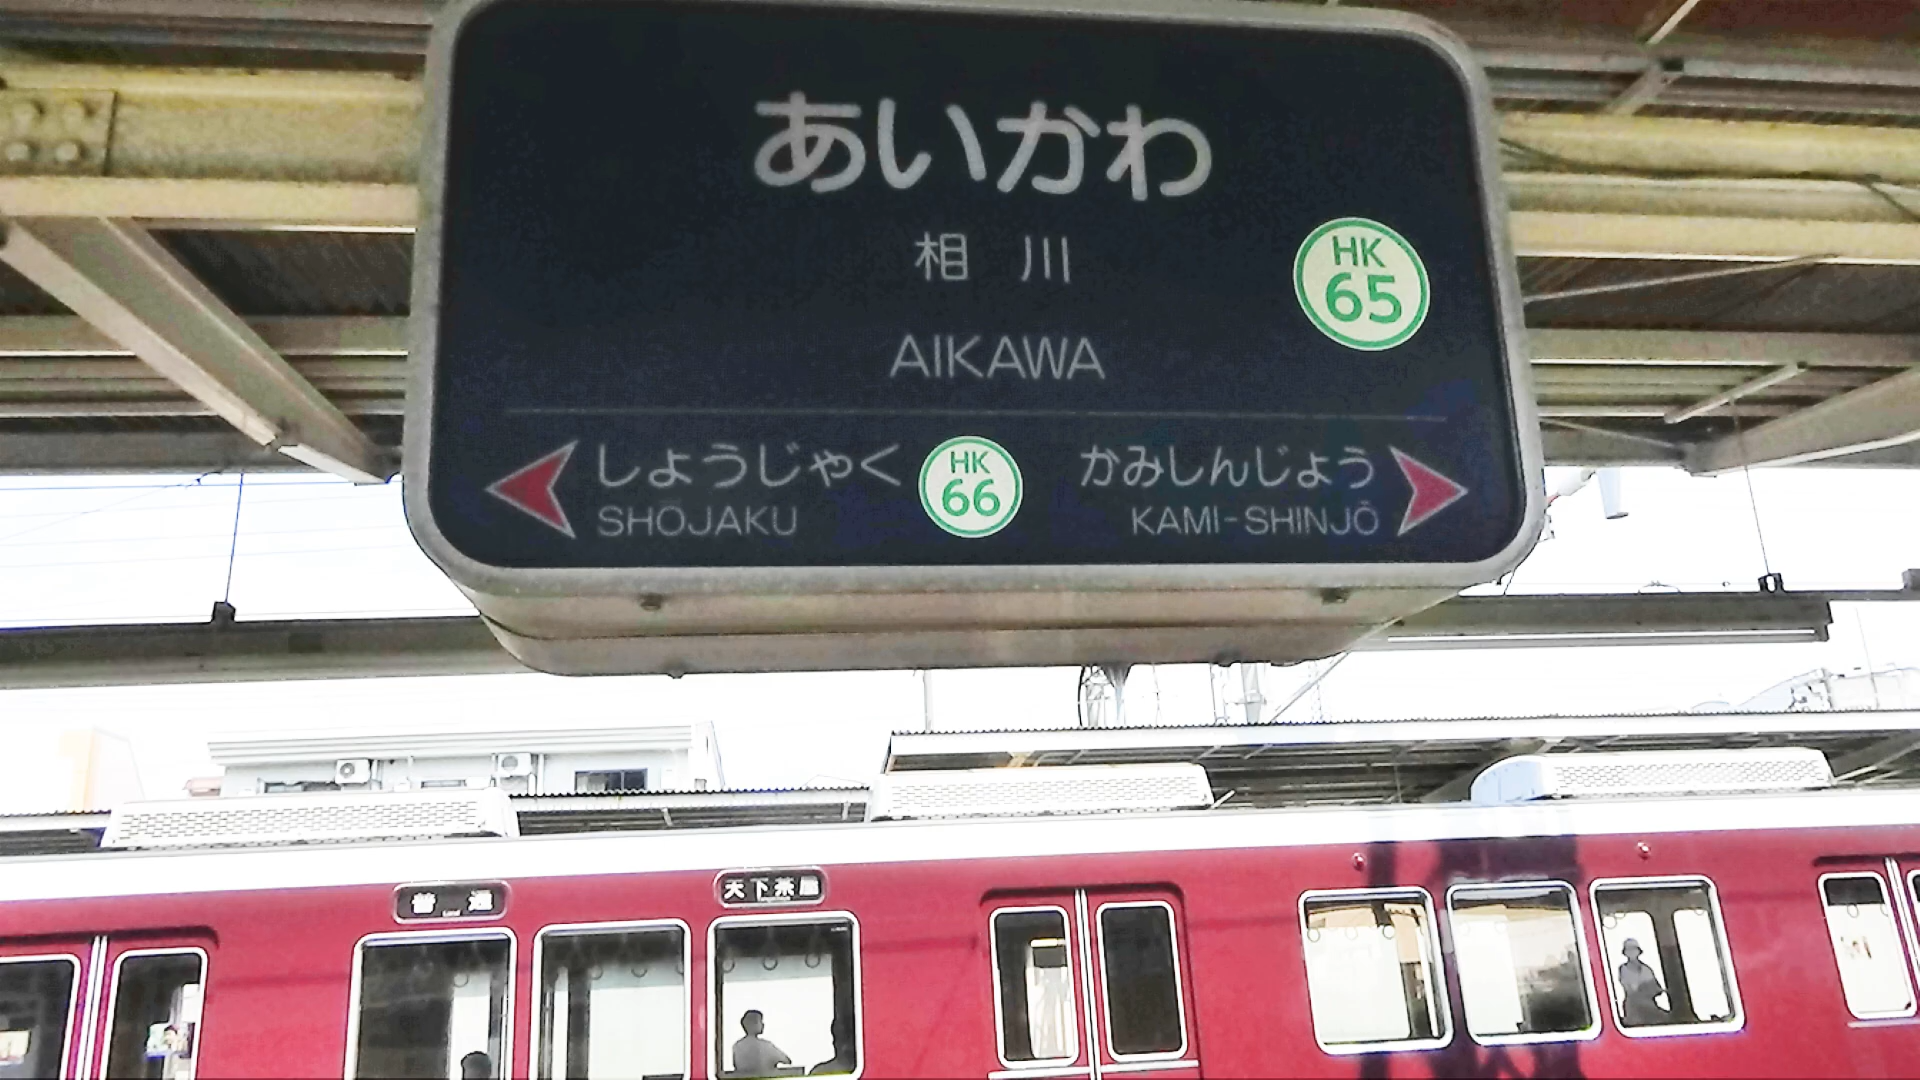 あいかわ
相 川
HK
65
AIKAWA
しょうじゃく
SHŌJAKU
HK
66
かみしんじょう
KAMI-SHINJŌ
普 通
天下茶屋